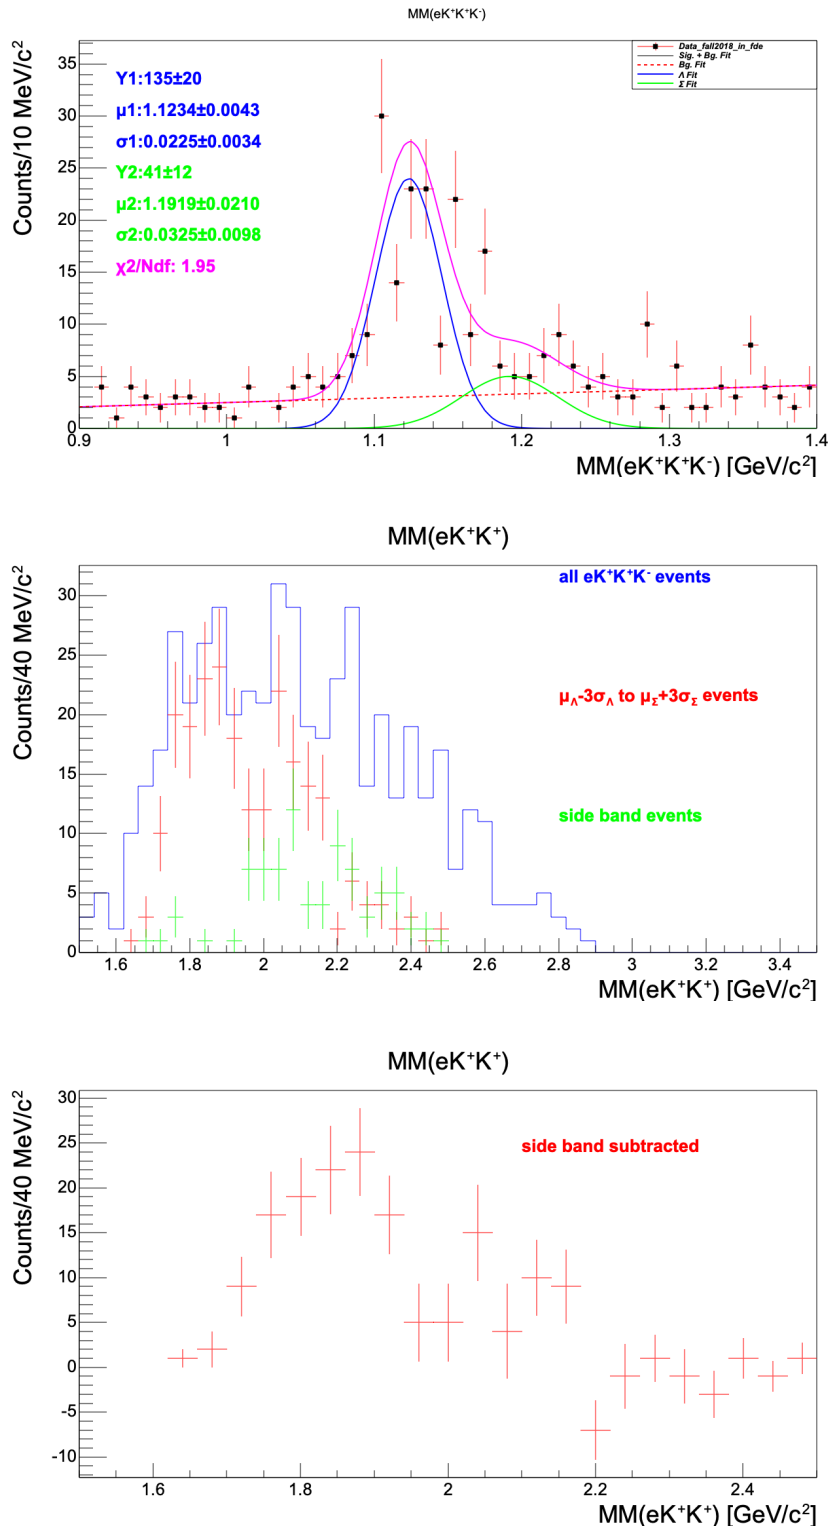 MM(eK⁺K⁺K⁻)
Counts/10 MeV/c²
35
30
25
20
15
10
5
0
Y1:135±20
μ1:1.1234±0.0043
σ1:0.0225±0.0034
Y2:41±12
μ2:1.1919±0.0210
σ2:0.0325±0.0098
χ2/Ndf: 1.95
Data_fall2018_in_fde
Sig. + Bg. Fit
Bg. Fit
Λ Fit
Σ Fit
0.9 1 1.1 1.2 1.3 1.4
MM(eK⁺K⁺K⁻) [GeV/c²]
MM(eK⁺K⁺)
Counts/40 MeV/c²
30
25
20
15
10
5
0
all eK⁺K⁺K⁻ events
μ_Λ-3σ_Λ to μ_Σ+3σ_Σ events
side band events
1.6 1.8 2 2.2 2.4 2.6 2.8 3 3.2 3.4
MM(eK⁺K⁺) [GeV/c²]
MM(eK⁺K⁺)
Counts/40 MeV/c²
30
25
20
15
10
5
0
-5
-10
side band subtracted
1.6 1.8 2 2.2 2.4
MM(eK⁺K⁺) [GeV/c²]